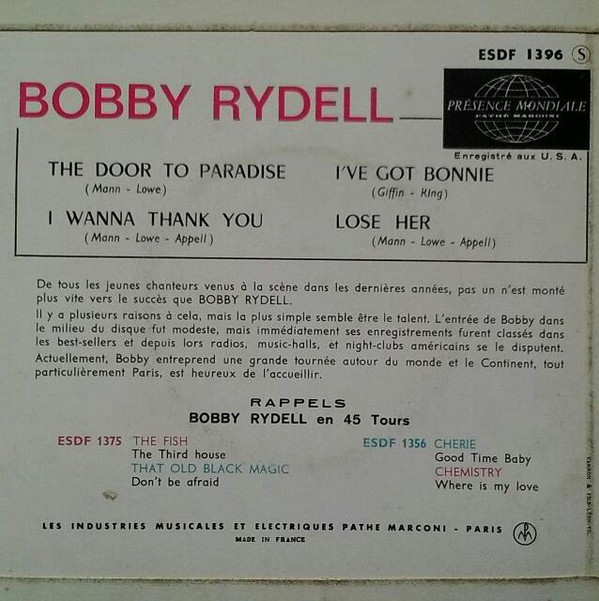 ESDF 1396 Ⓢ
BOBBY RYDELL
PRÉSENCE MONDIALE
PATHÉ MARCONI
Enregistré aux U. S. A.
THE DOOR TO PARADISE
(Mann - Lowe)
I WANNA THANK YOU
(Mann - Lowe - Appell)
I'VE GOT BONNIE
(Giffin - King)
LOSE HER
(Mann - Lowe - Appell)
De tous les jeunes chanteurs venus à la scène dans les dernières années, pas un n'est monté
plus vite vers le succès que BOBBY RYDELL.
Il y a plusieurs raisons à cela, mais la plus simple semble être le talent. L'entrée de Bobby dans
le milieu du disque fut modeste, mais immédiatement ses enregistrements furent classés dans
les best-sellers et depuis lors radios, music-halls, et night-clubs américains se le disputent.
Actuellement, Bobby entreprend une grande tournée autour du monde et le Continent, tout
particulièrement Paris, est heureux de l'accueillir.
RAPPELS
BOBBY RYDELL en 45 Tours
ESDF 1375 THE FISH
The Third house
THAT OLD BLACK MAGIC
Don't be afraid
ESDF 1356 CHERIE
Good Time Baby
CHEMISTRY
Where is my love
LES INDUSTRIES MUSICALES ET ELECTRIQUES PATHE MARCONI - PARIS
MADE IN FRANCE